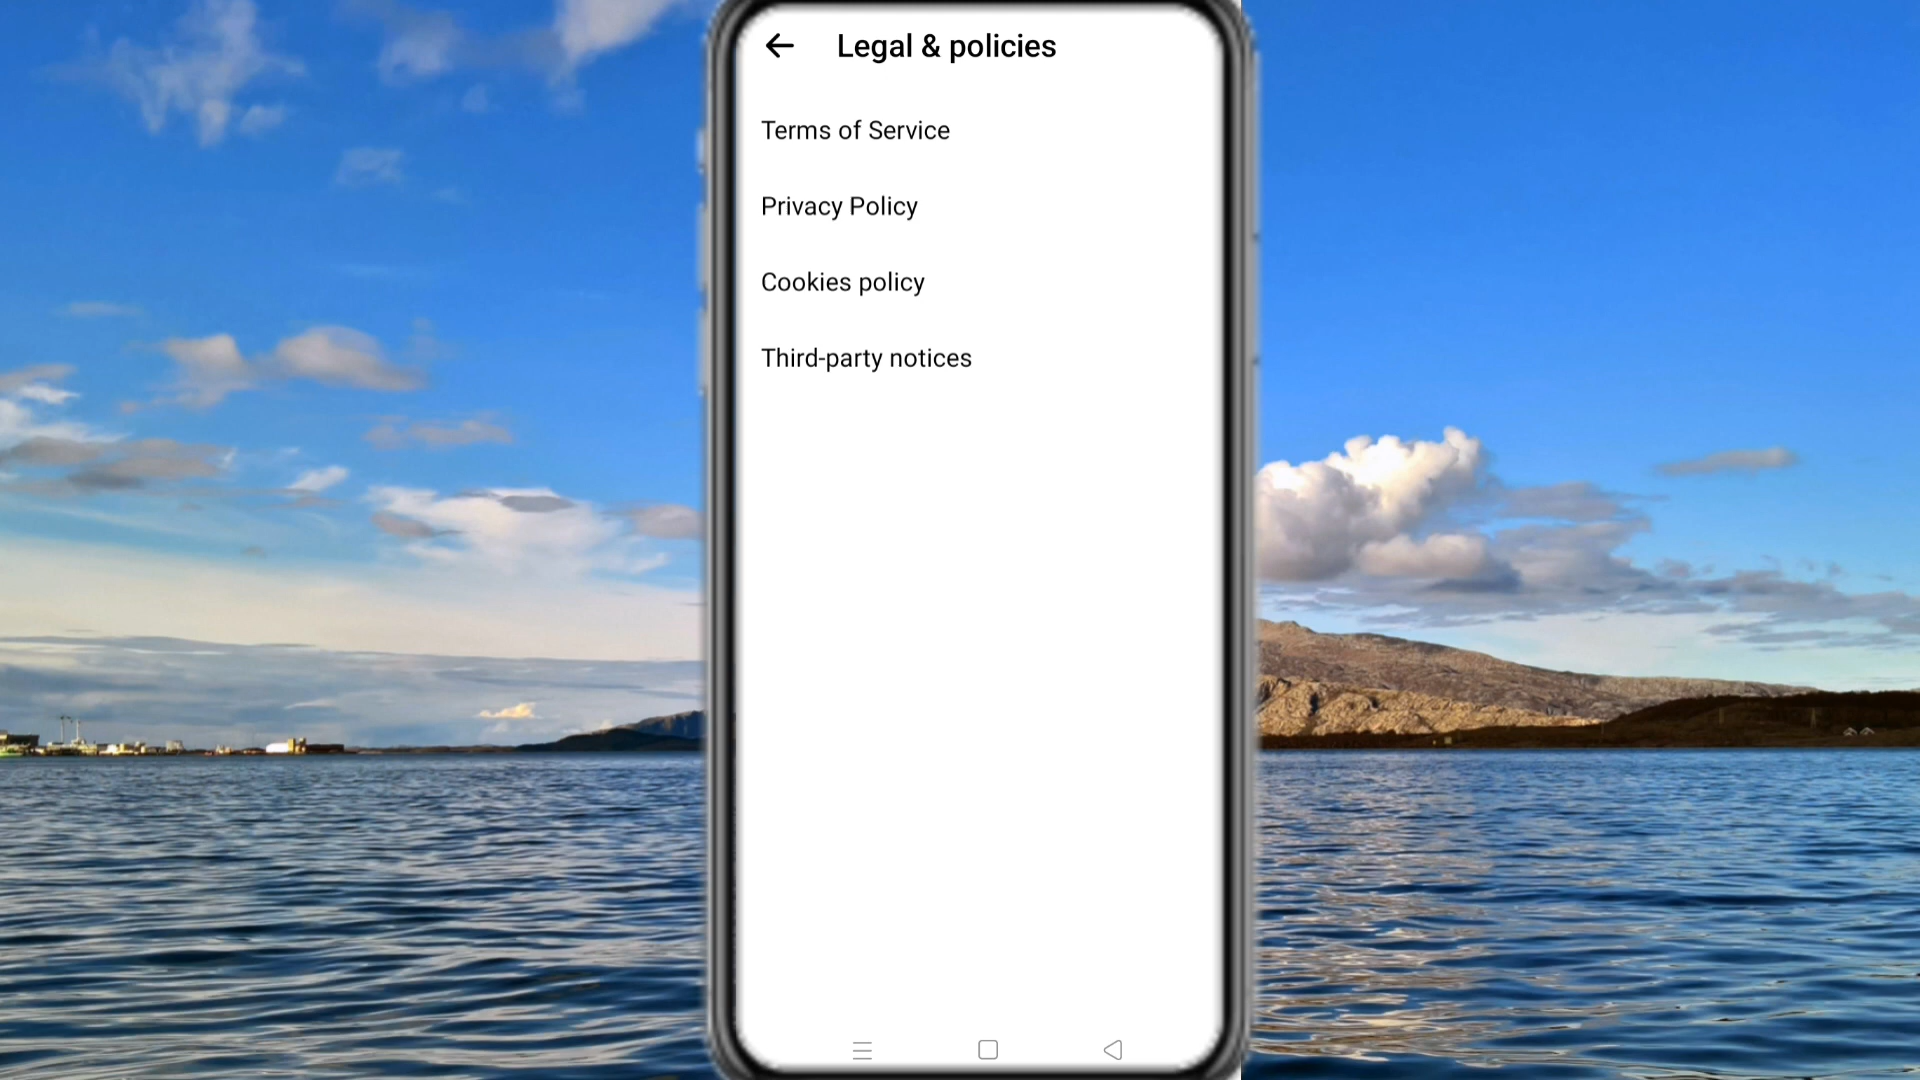 Legal & policies
Terms of Service
Privacy Policy
Cookies policy
Third-party notices